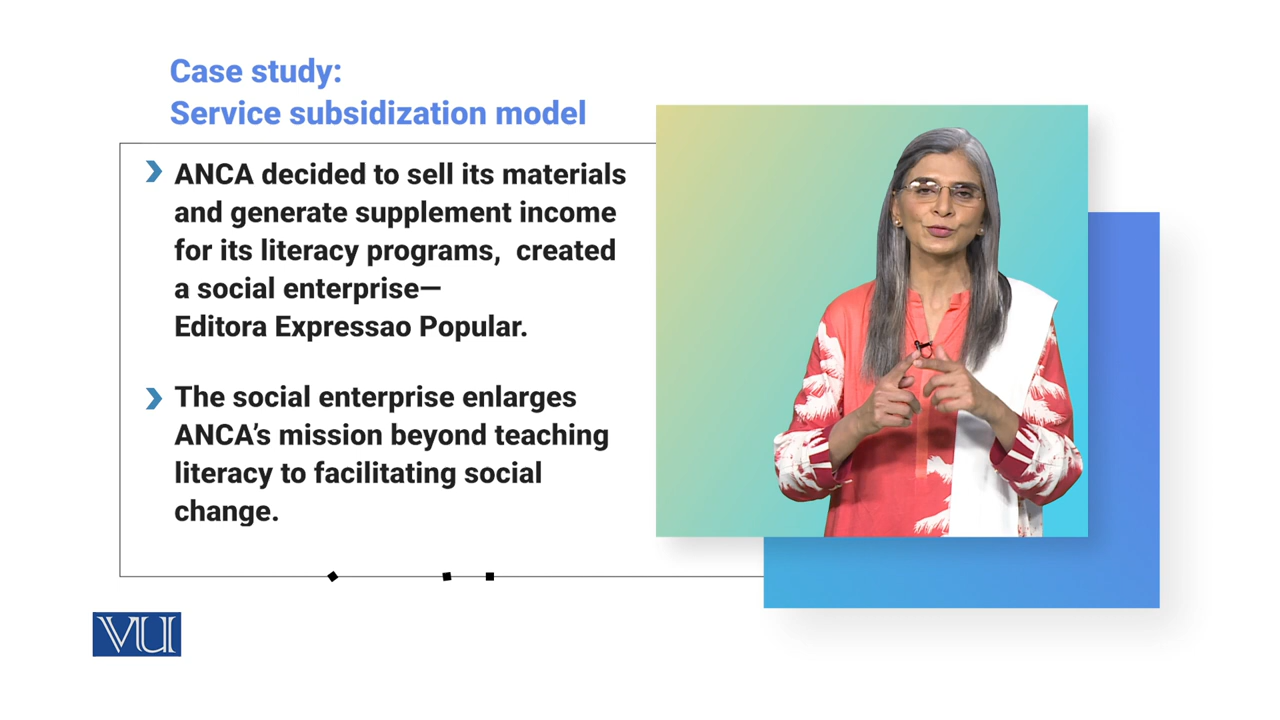 Case study:
Service subsidization model
ANCA decided to sell its materials
and generate supplement income
for its literacy programs, created
a social enterprise—
Editora Expressao Popular.
The social enterprise enlarges
ANCA’s mission beyond teaching
literacy to facilitating social
change.
VU